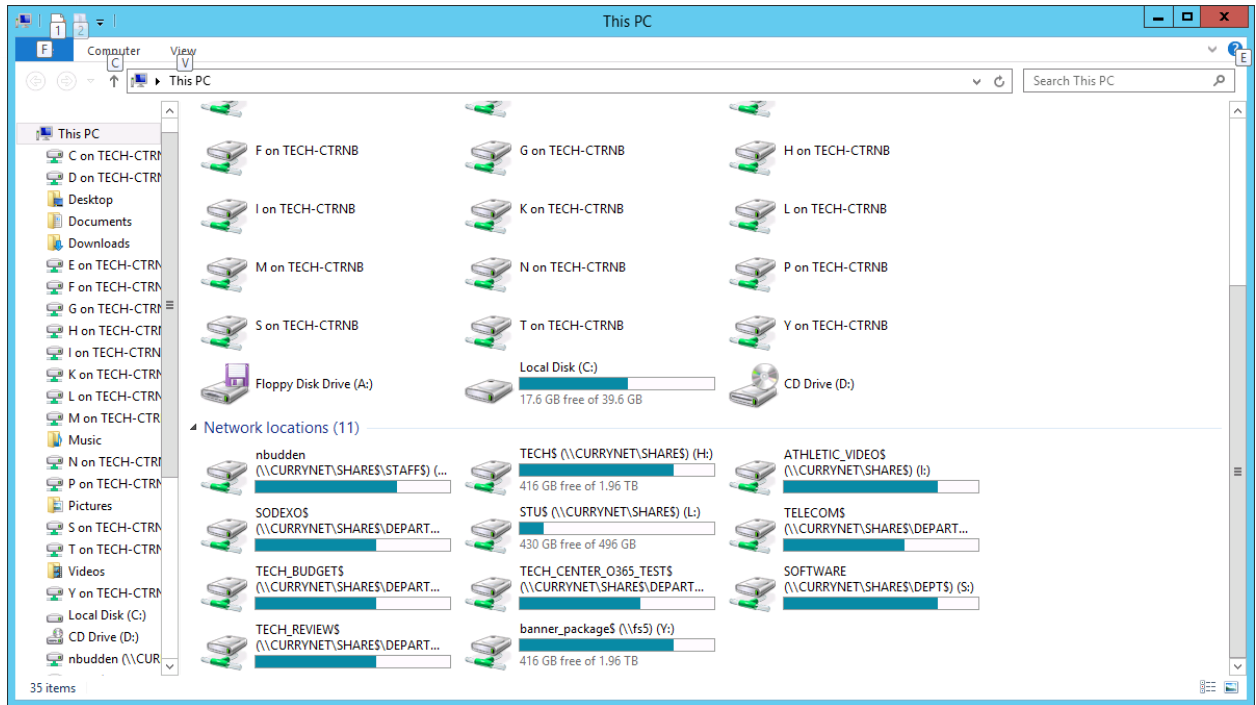 This PC
1
2
F
Computer
View
C
V
E
This PC
Search This PC
This PC
C on TECH-CTRN
D on TECH-CTRN
Desktop
Documents
Downloads
E on TECH-CTRN
F on TECH-CTRN
G on TECH-CTRN
H on TECH-CTRN
I on TECH-CTRN
K on TECH-CTRN
L on TECH-CTRN
M on TECH-CTR
Music
N on TECH-CTRN
P on TECH-CTRN
Pictures
S on TECH-CTRN
T on TECH-CTRN
Videos
Y on TECH-CTRN
Local Disk (C:)
CD Drive (D:)
nbudden (\\CUR
F on TECH-CTRNB
G on TECH-CTRNB
H on TECH-CTRNB
I on TECH-CTRNB
K on TECH-CTRNB
L on TECH-CTRNB
M on TECH-CTRNB
N on TECH-CTRNB
P on TECH-CTRNB
S on TECH-CTRNB
T on TECH-CTRNB
Y on TECH-CTRNB
Floppy Disk Drive (A:)
Local Disk (C:)
17.6 GB free of 39.6 GB
CD Drive (D:)
Network locations (11)
nbudden
(\\CURRYNET\SHARE$\STAFF$) (...
TECH$ (\\CURRYNET\SHARE$) (H:)
416 GB free of 1.96 TB
ATHLETIC_VIDEO$
(\\CURRYNET\SHARE$) (I:)
SODEXO$
(\\CURRYNET\SHARE$\DEPART...
STU$ (\\CURRYNET\SHARE$) (L:)
430 GB free of 496 GB
TELECOM$
(\\CURRYNET\SHARE$\DEPART...
TECH_BUDGET$
(\\CURRYNET\SHARE$\DEPART...
TECH_CENTER_O365_TEST$
(\\CURRYNET\SHARE$\DEPART...
SOFTWARE
(\\CURRYNET\SHARE$\DEPT$) (S:)
TECH_REVIEW$
(\\CURRYNET\SHARE$\DEPART...
banner_package$ (\\fs5) (Y:)
416 GB free of 1.96 TB
35 items